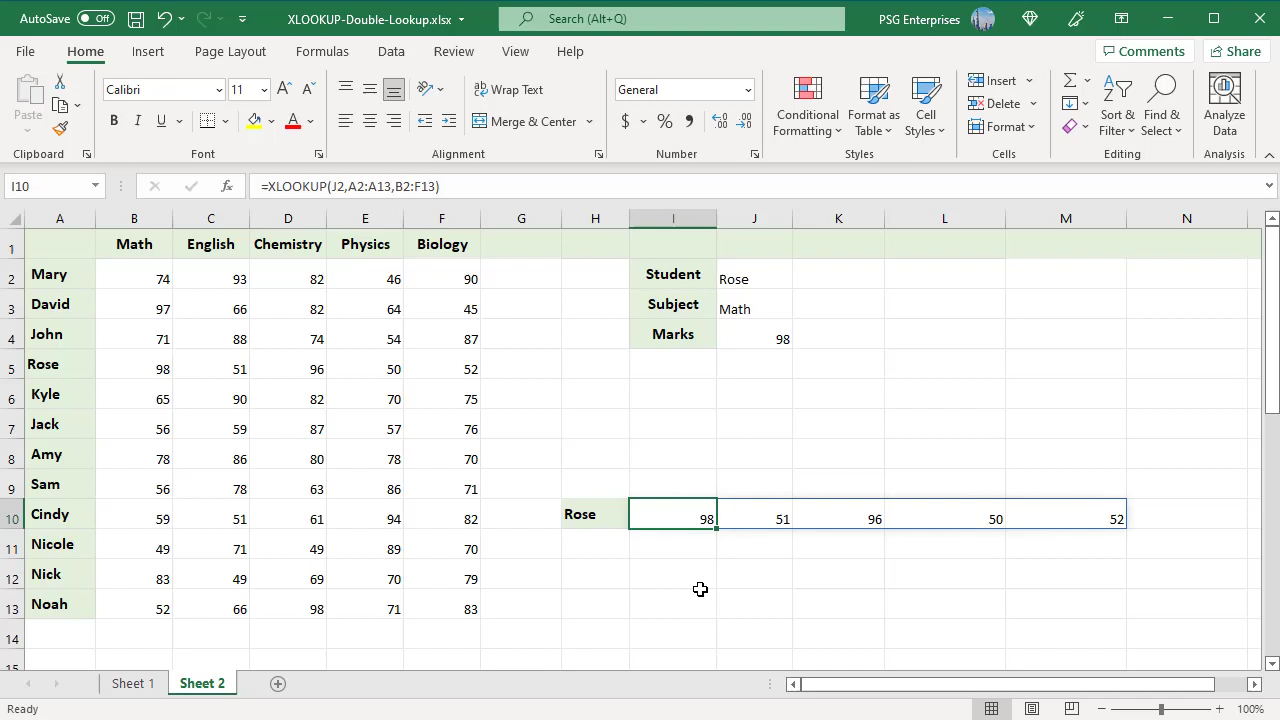 AutoSave Off XLOOKUP-Double-Lookup.xlsx Search (Alt+Q) PSG Enterprises
File Home Insert Page Layout Formulas Data Review View Help Comments Share
Paste Calibri 11 A A Wrap Text General Conditional Formatting Format as Table Cell Styles Insert Sort & Filter Find & Select Analyze Data
B I U A Merge & Center $ % Delete
Format
Clipboard Font Alignment Number Styles Cells Editing Analysis
I10 fx =XLOOKUP(J2,A2:A13,B2:F13)
A B C D E F G H I J K L M N
1 Math English Chemistry Physics Biology
2 Mary 74 93 82 46 90 Student Rose
3 David 97 66 82 64 45 Subject Math
4 John 71 88 74 54 87 Marks 98
5 Rose 98 51 96 50 52
6 Kyle 65 90 82 70 75
7 Jack 56 59 87 57 76
8 Amy 78 86 80 78 70
9 Sam 56 78 63 86 71
10 Cindy 59 51 61 94 82 Rose 98 51 96 50 52
11 Nicole 49 71 49 89 70
12 Nick 83 49 69 70 79
13 Noah 52 66 98 71 83
14
15
Sheet 1 Sheet 2
Ready 100%